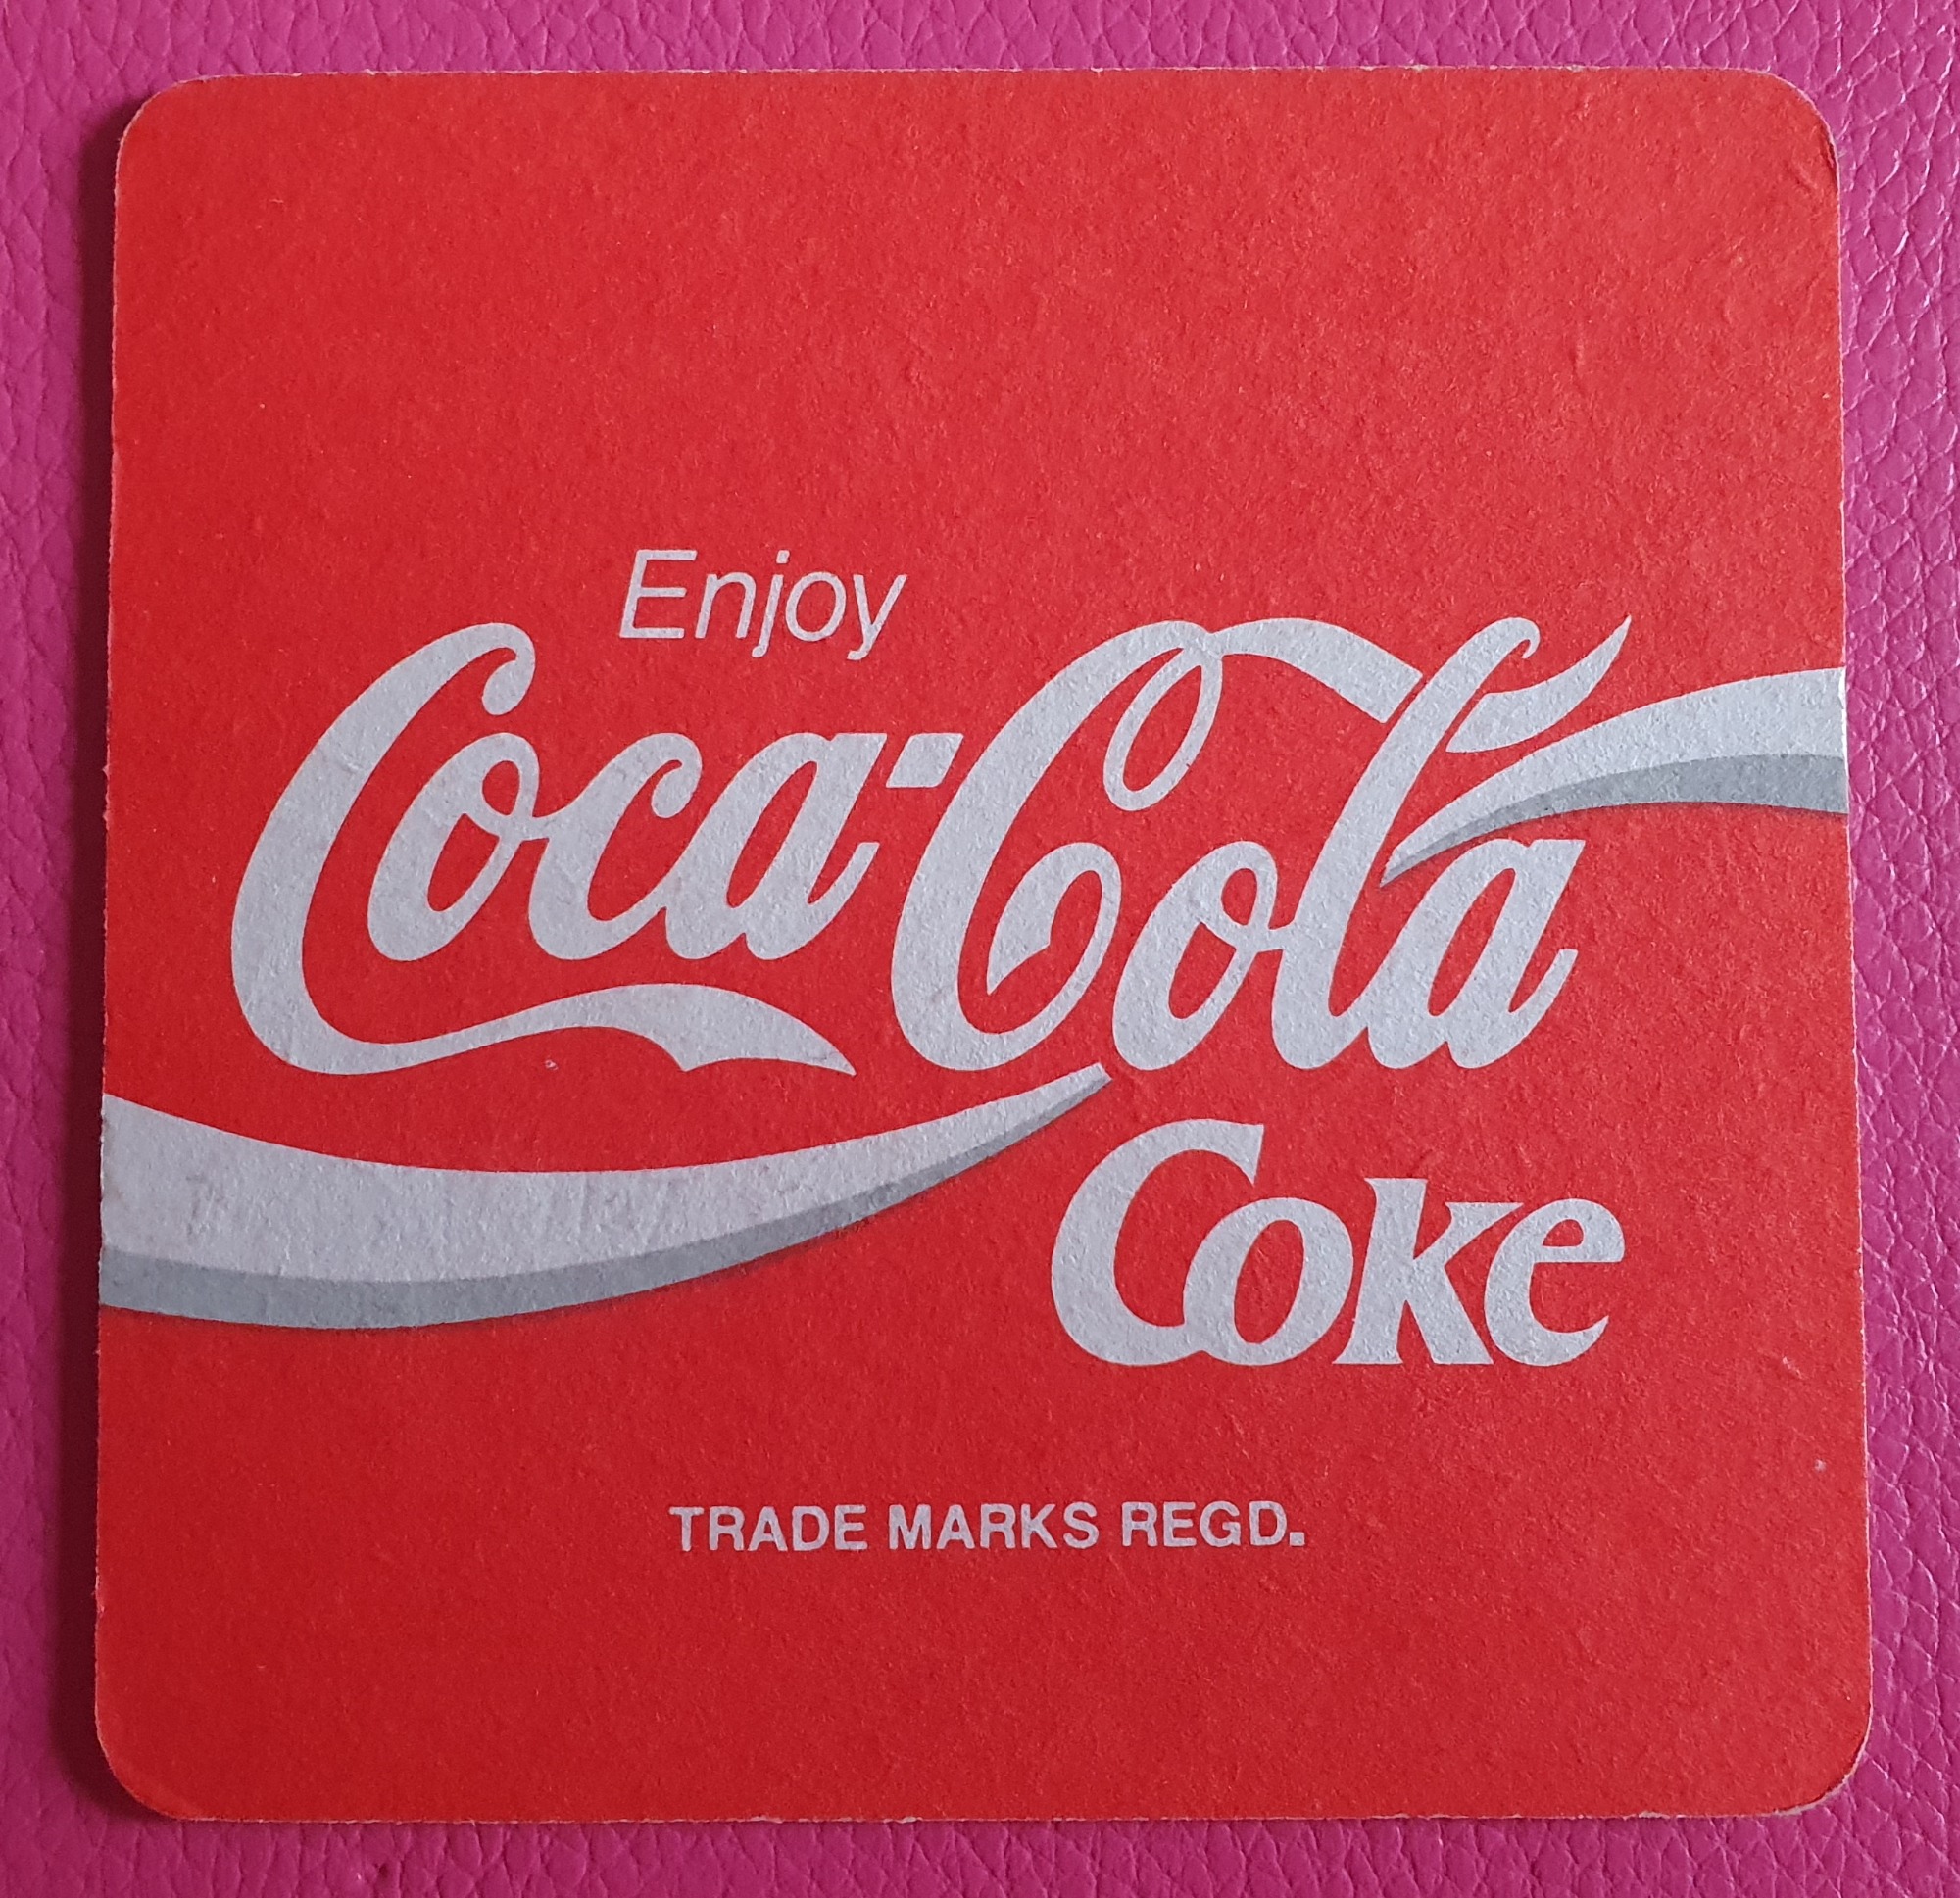 Enjoy
Coca-Cola
Coke
TRADE MARKS REGD.